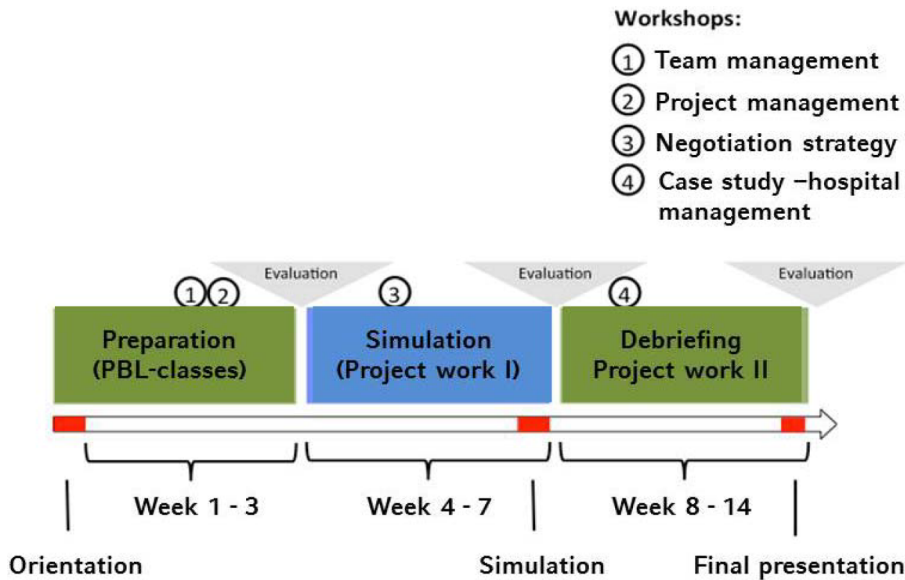 Workshops:
① Team management
② Project management
③ Negotiation strategy
④ Case study –hospital
management
Evaluation
Evaluation
Evaluation
① ②
③
④
Preparation
(PBL-classes)
Simulation
(Project work I)
Debriefing
Project work II
Week 1 - 3
Week 4 - 7
Week 8 - 14
Orientation
Simulation
Final presentation